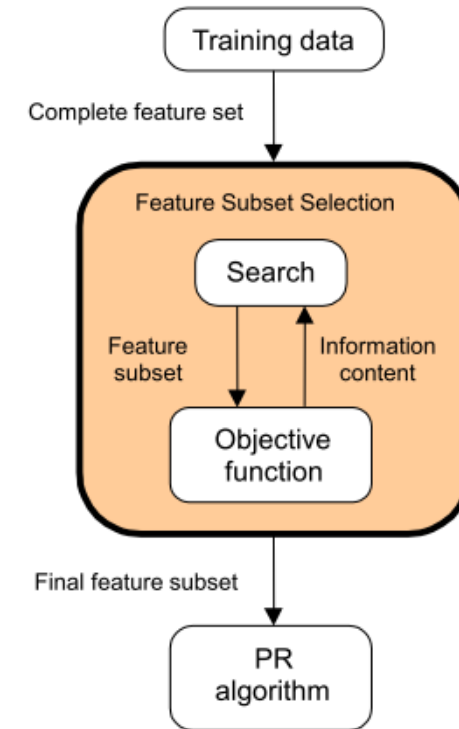 Training data
Complete feature set
Feature Subset Selection
Search
Feature
subset
Information
content
Objective
function
Final feature subset
PR
algorithm